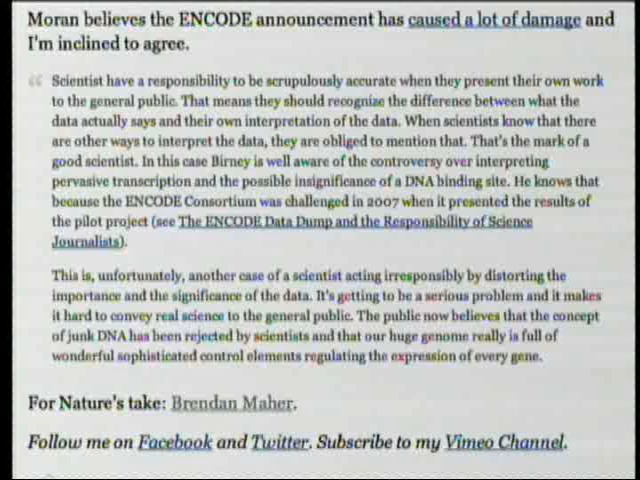 Moran believes the ENCODE announcement has caused a lot of damage and
I'm inclined to agree.
Scientist have a responsibility to be scrupulously accurate when they present their own work
to the general public. That means they should recognize the difference between what the
data actually says and their own interpretation of the data. When scientists know that there
are other ways to interpret the data, they are obliged to mention that. That's the mark of a
good scientist. In this case Birney is well aware of the controversy over interpreting
pervasive transcription and the possible insignificance of a DNA binding site. He knows that
because the ENCODE Consortium was challenged in 2007 when it presented the results of
the pilot project (see The ENCODE Data Dump and the Responsibility of Science
Journalists).
This is, unfortunately, another case of a scientist acting irresponsibly by distorting the
importance and the significance of the data. It's getting to be a serious problem and it makes
it hard to convey real science to the general public. The public now believes that the concept
of junk DNA has been rejected by scientists and that our huge genome really is full of
wonderful sophisticated control elements regulating the expression of every gene.
For Nature's take: Brendan Maher.
Follow me on Facebook and Twitter. Subscribe to my Vimeo Channel.